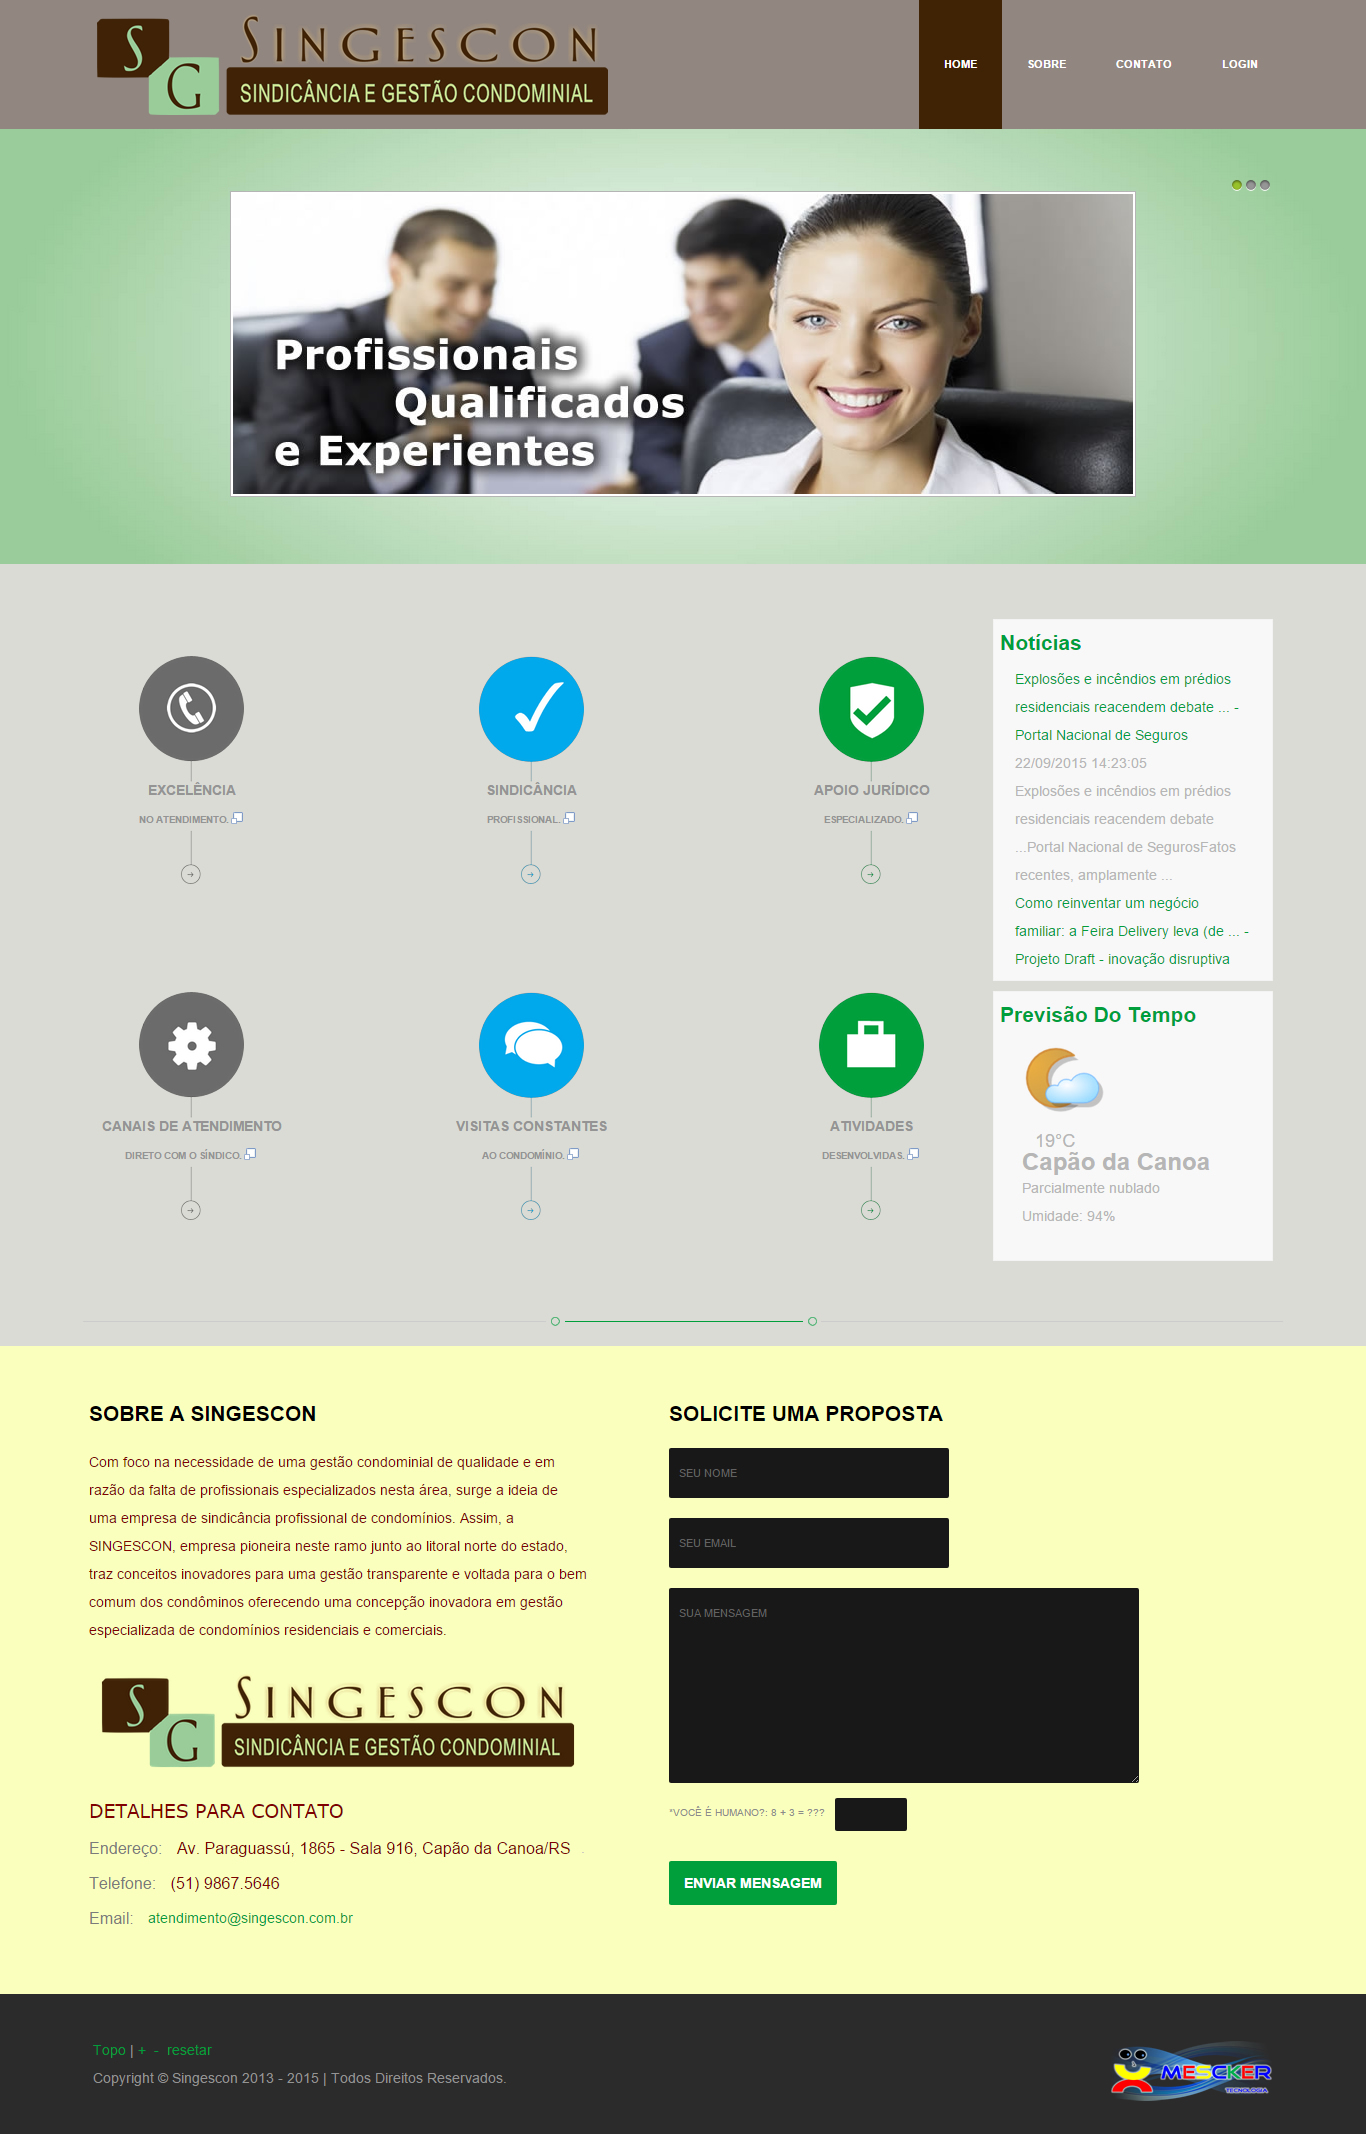 SG SINGESCON
SINDICÂNCIA E GESTÃO CONDOMINIAL
HOME SOBRE CONTATO LOGIN
Profissionais
Qualificados
e Experientes
EXCELÊNCIA
NO ATENDIMENTO.
SINDICÂNCIA
PROFISSIONAL.
APOIO JURÍDICO
ESPECIALIZADO.
CANAIS DE ATENDIMENTO
DIRETO COM O SÍNDICO.
VISITAS CONSTANTES
AO CONDOMÍNIO.
ATIVIDADES
DESENVOLVIDAS.
Notícias
Explosões e incêndios em prédios
residenciais reacendem debate ... -
Portal Nacional de Seguros
22/09/2015 14:23:05
Explosões e incêndios em prédios
residenciais reacendem debate
...Portal Nacional de SegurosFatos
recentes, amplamente ...
Como reinventar um negócio
familiar: a Feira Delivery leva (de ... -
Projeto Draft - inovação disruptiva
Previsão Do Tempo
19°C
Capão da Canoa
Parcialmente nublado
Umidade: 94%
SOBRE A SINGESCON
Com foco na necessidade de uma gestão condominial de qualidade e em
razão da falta de profissionais especializados nesta área, surge a ideia de
uma empresa de sindicância profissional de condomínios. Assim, a
SINGESCON, empresa pioneira neste ramo junto ao litoral norte do estado,
traz conceitos inovadores para uma gestão transparente e voltada para o bem
comum dos condôminos oferecendo uma concepção inovadora em gestão
especializada de condomínios residenciais e comerciais.
SG SINGESCON
SINDICÂNCIA E GESTÃO CONDOMINIAL
DETALHES PARA CONTATO
Endereço: Av. Paraguassú, 1865 - Sala 916, Capão da Canoa/RS
Telefone: (51) 9867.5646
Email: atendimento@singescon.com.br
SOLICITE UMA PROPOSTA
SEU NOME
SEU EMAIL
SUA MENSAGEM
*VOCÊ É HUMANO?: 8 + 3 = ???
ENVIAR MENSAGEM
Topo | + - resetar
Copyright © Singescon 2013 - 2015 | Todos Direitos Reservados.
MESCKER
TECNOLOGIA